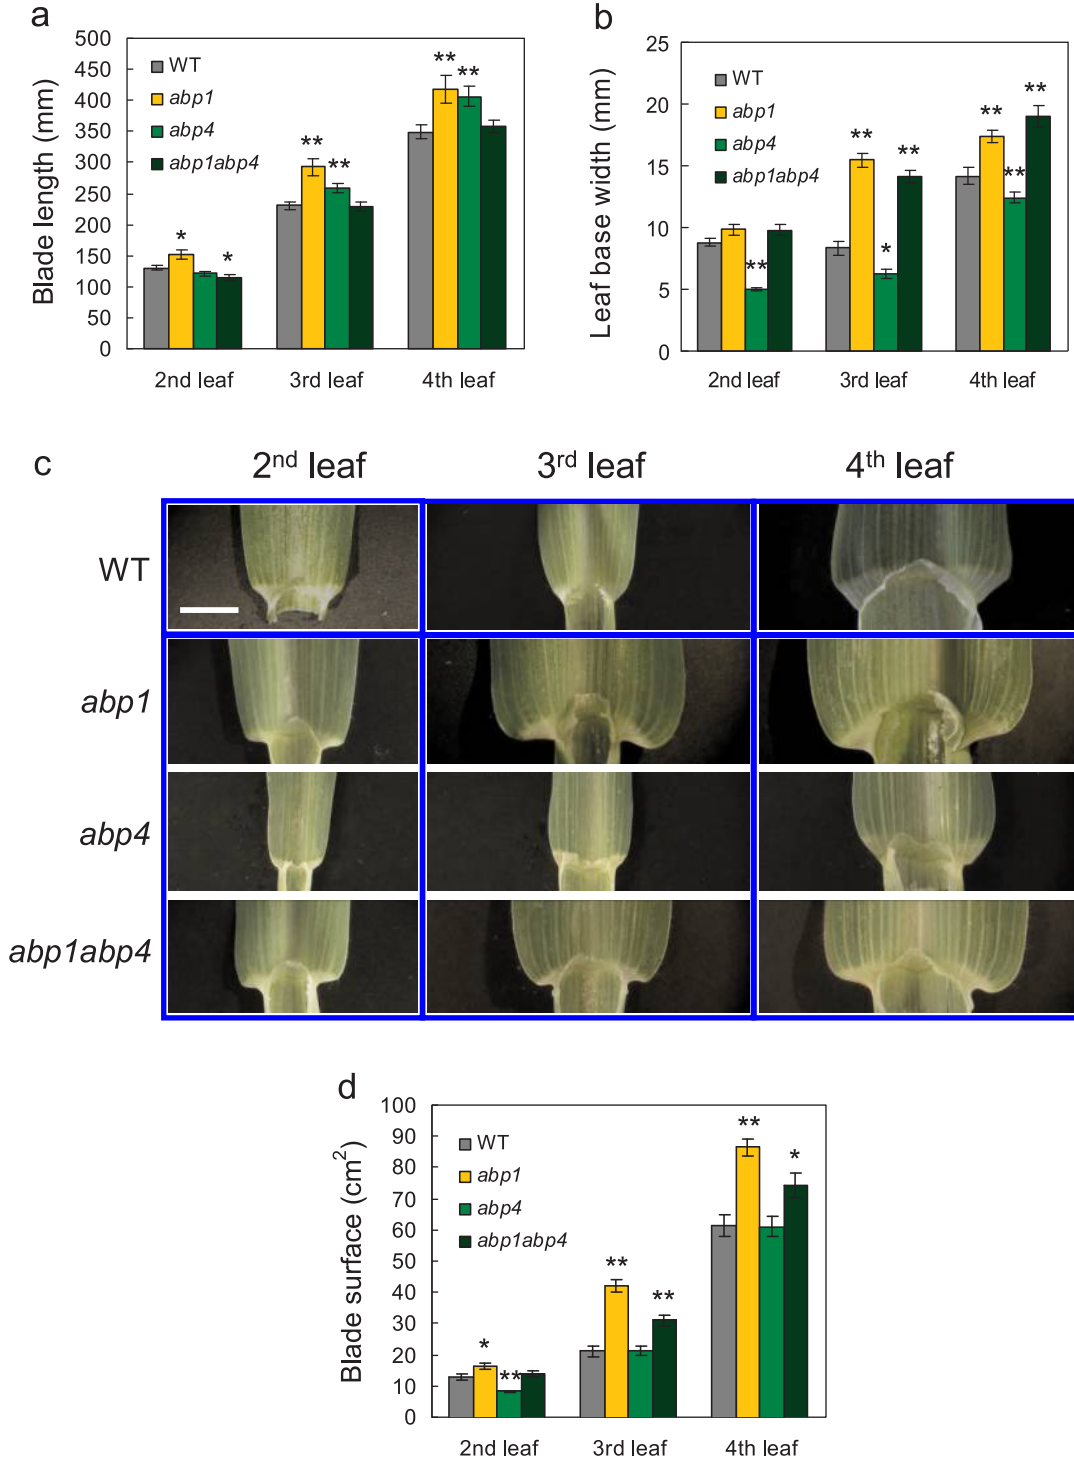 a
Blade length (mm)
500
450
400
350
300
250
200
150
100
50
0
WT
abp1
abp4
abp1abp4
*
*
**
**
**
**
2nd leaf
3rd leaf
4th leaf
b
Leaf base width (mm)
25
20
15
10
5
0
WT
abp1
abp4
abp1abp4
**
**
*
**
**
**
**
2nd leaf
3rd leaf
4th leaf
c
2nd leaf
3rd leaf
4th leaf
WT
abp1
abp4
abp1abp4
d
Blade surface (cm2)
100
90
80
70
60
50
40
30
20
10
0
WT
abp1
abp4
abp1abp4
*
**
**
**
**
*
2nd leaf
3rd leaf
4th leaf